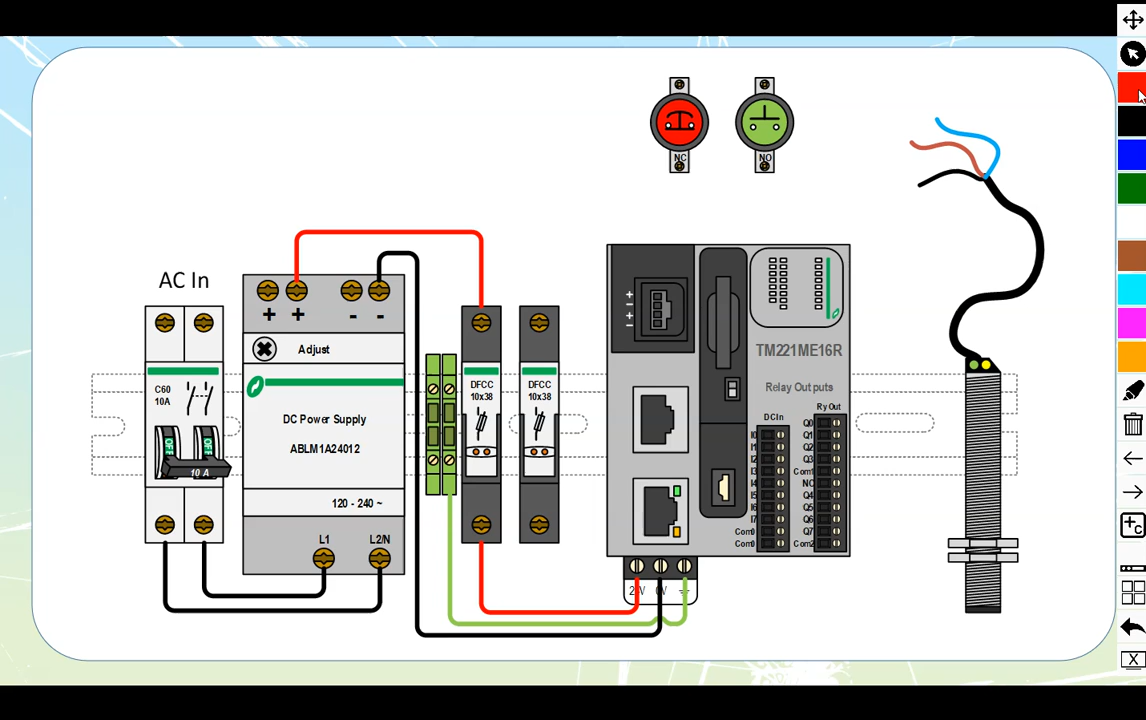 NC
NO
AC In
+ + - -
Adjust
C60
10A
DC Power Supply
ABLM1A24012
10 A
120 - 240 ~
L1
L2/N
DFCC
10x38
DFCC
10x38
+
-
+
-
TM221ME16R
Relay Outputs
DC In
Ry Out
I0
I1
I2
I3
I4
I5
I6
I7
Com0
Com0
Q0
Q1
Q2
Q3
Com1
NC
Q4
Q5
Q6
Q7
Com2
+C
X